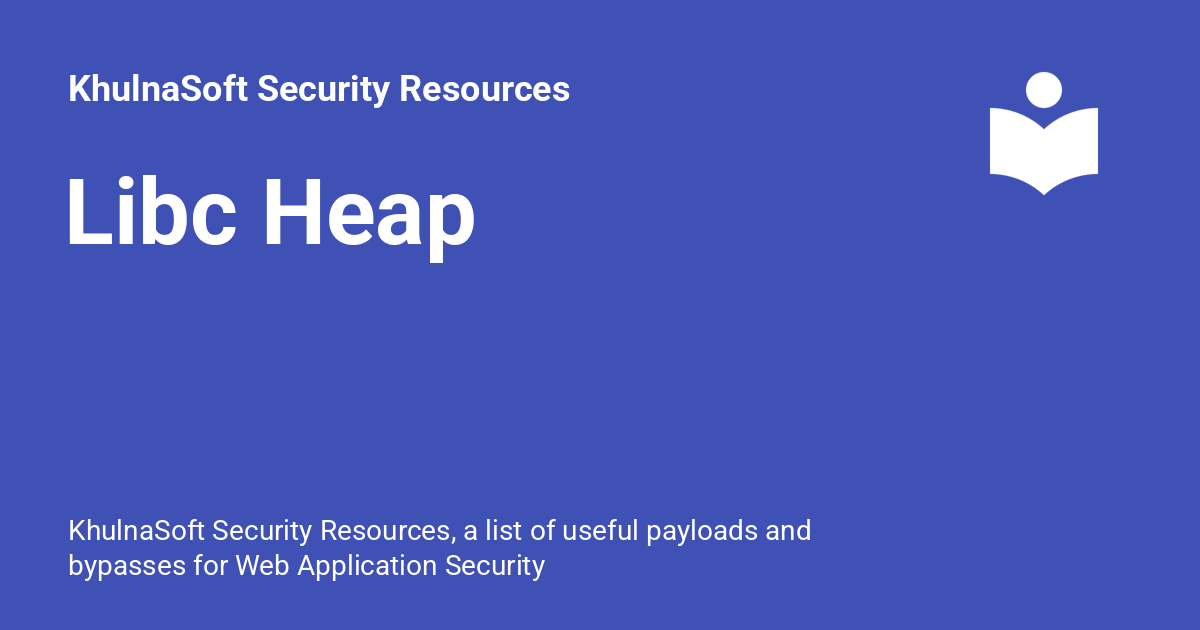 KhulnaSoft Security Resources
Libc Heap
KhulnaSoft Security Resources, a list of useful payloads and
bypasses for Web Application Security